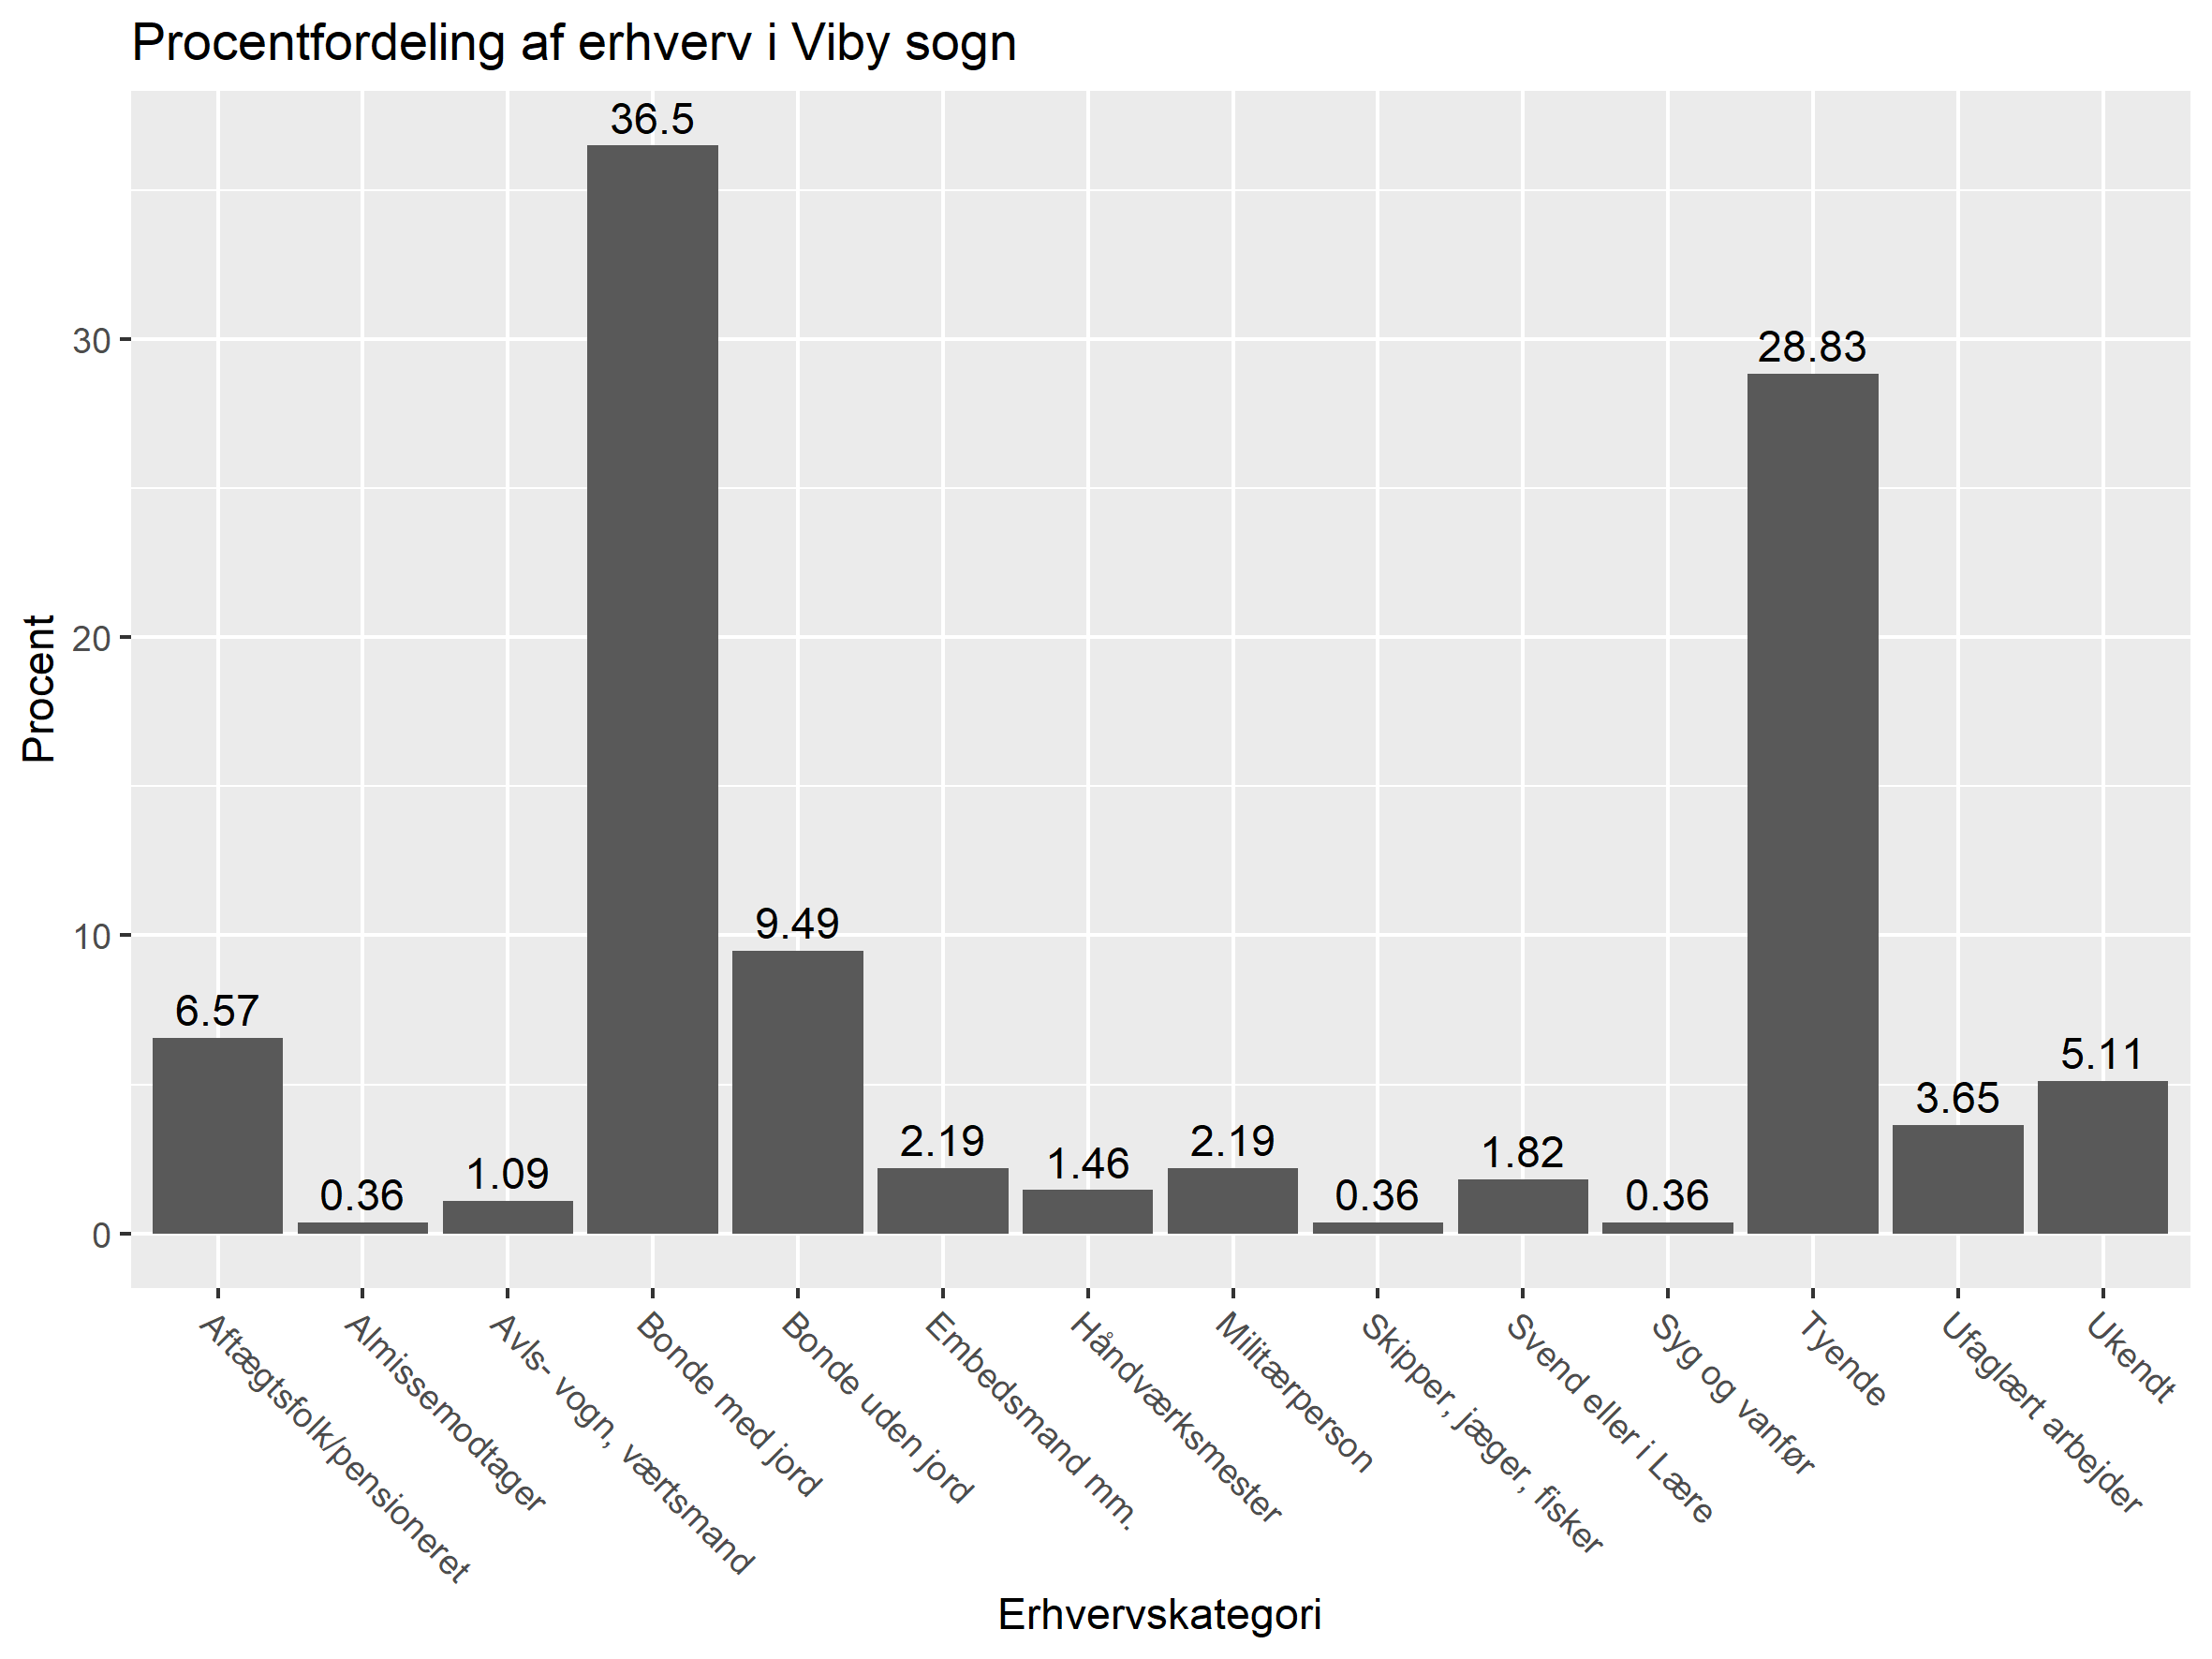 Procentfordeling af erhverv i Viby sogn
Procent
30
20
10
0
6.57
0.36
1.09
36.5
9.49
2.19
1.46
2.19
0.36
1.82
0.36
28.83
3.65
5.11
Aftægtsfolk/pensioneret
Almissemodtager
Avls- vogn, værtsmand
Bonde med jord
Bonde uden jord
Embedsmand mm.
Håndværksmester
Militærperson
Skipper, jæger, fisker
Svend eller i Lære
Syg og vanfør
Tyende
Ufaglært arbejder
Ukendt
Erhvervskategori